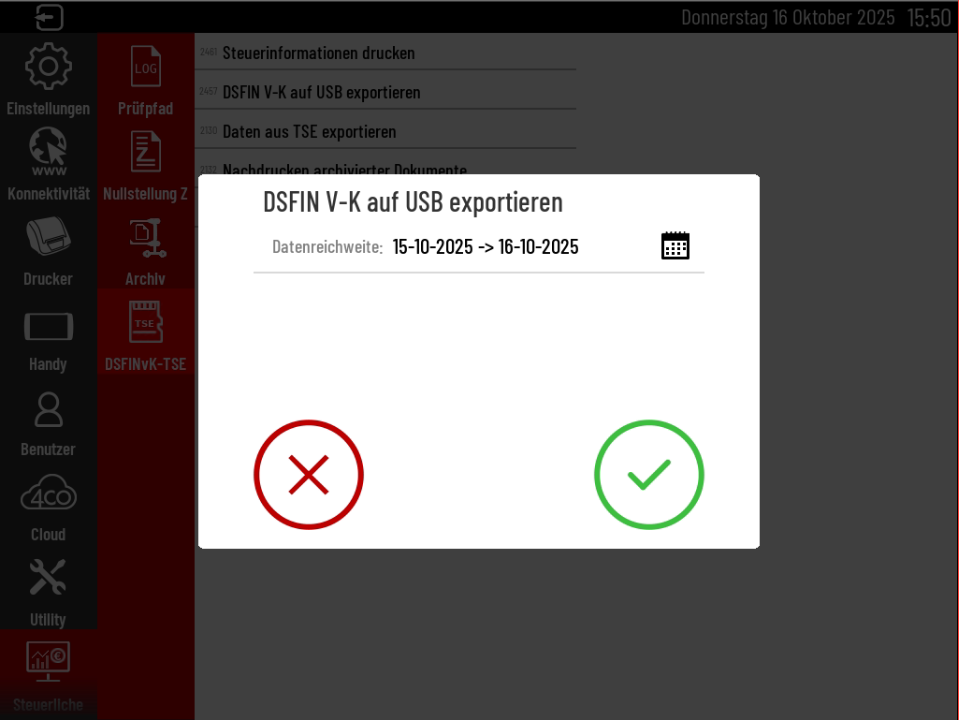 Donnerstag 16 Oktober 2025 15:50
Einstellungen
WWW
Konnektivität
Drucker
Handy
Benutzer
4CO
Cloud
Utility
Steuerliche
LOG
Prüfpfad
Z
Nullstellung Z
Archiv
TSE
DSFINvK-TSE
2461 Steuerinformationen drucken
2457 DSFIN V-K auf USB exportieren
2130 Daten aus TSE exportieren
Nachdrucken archivierter Dokumente
DSFIN V-K auf USB exportieren
Datenreichweite: 15-10-2025 -> 16-10-2025